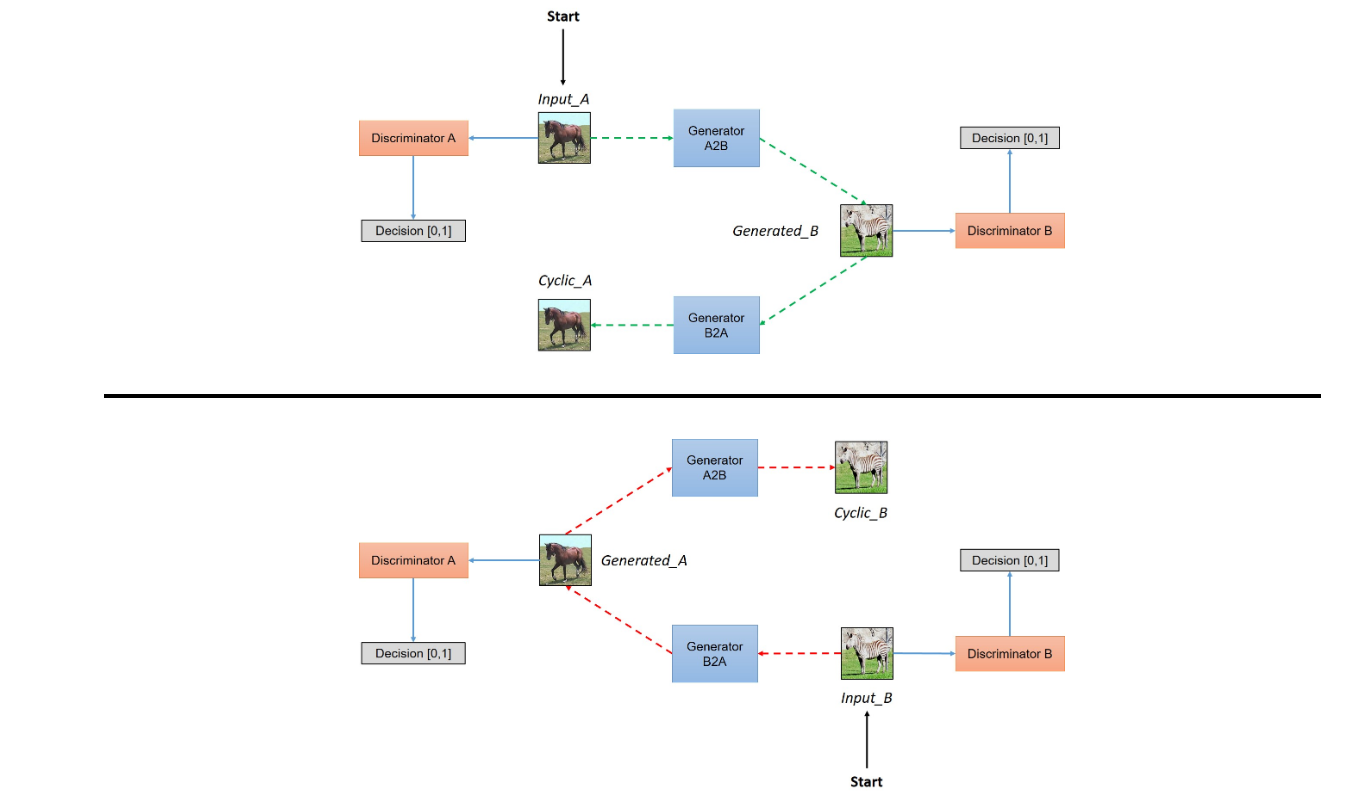 Start
Input_A
Discriminator A
Generator
A2B
Decision [0,1]
Decision [0,1]
Generated_B
Discriminator B
Cyclic_A
Generator
B2A
Generator
A2B
Cyclic_B
Discriminator A
Generated_A
Decision [0,1]
Generator
B2A
Decision [0,1]
Discriminator B
Input_B
Start